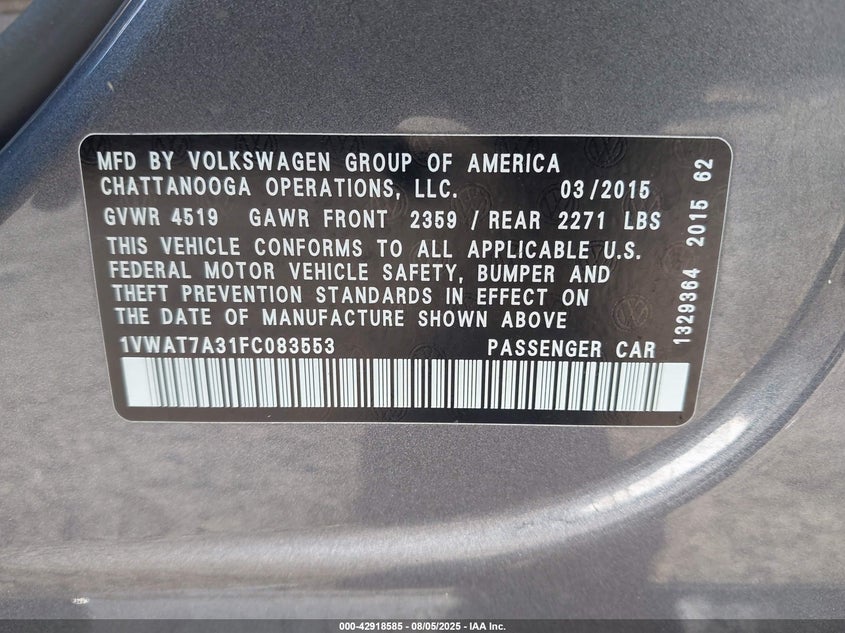 MFD BY VOLKSWAGEN GROUP OF AMERICA
CHATTANOOGA OPERATIONS, LLC. 03/2015
GVWR 4519 GAWR FRONT 2359 / REAR 2271 LBS
THIS VEHICLE CONFORMS TO ALL APPLICABLE U.S.
FEDERAL MOTOR VEHICLE SAFETY, BUMPER AND
THEFT PREVENTION STANDARDS IN EFFECT ON
THE DATE OF MANUFACTURE SHOWN ABOVE
1VWAT7A31FC083553 PASSENGER CAR
1329364 2015 62
000-42918585 - 08/05/2025 - IAA Inc.